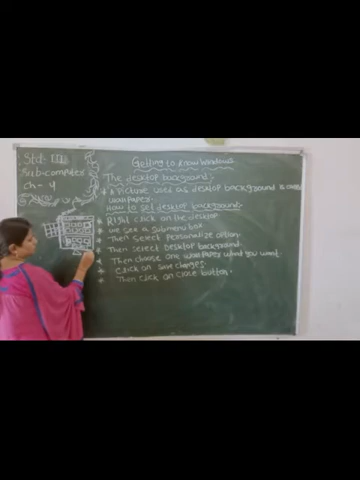 Std: III
Sub-computer
ch- 4
Getting to know windows
The desktop background:
* A Picture used as desktop background is called
wallpaper.
How to set desktop background:-
* Right click on the desktop
* we see a submenu box
* Then select personalize option.
* Then select Desktop background
* Then choose one wallpaper what you want
* Click on save changes.
* Then click on close button.